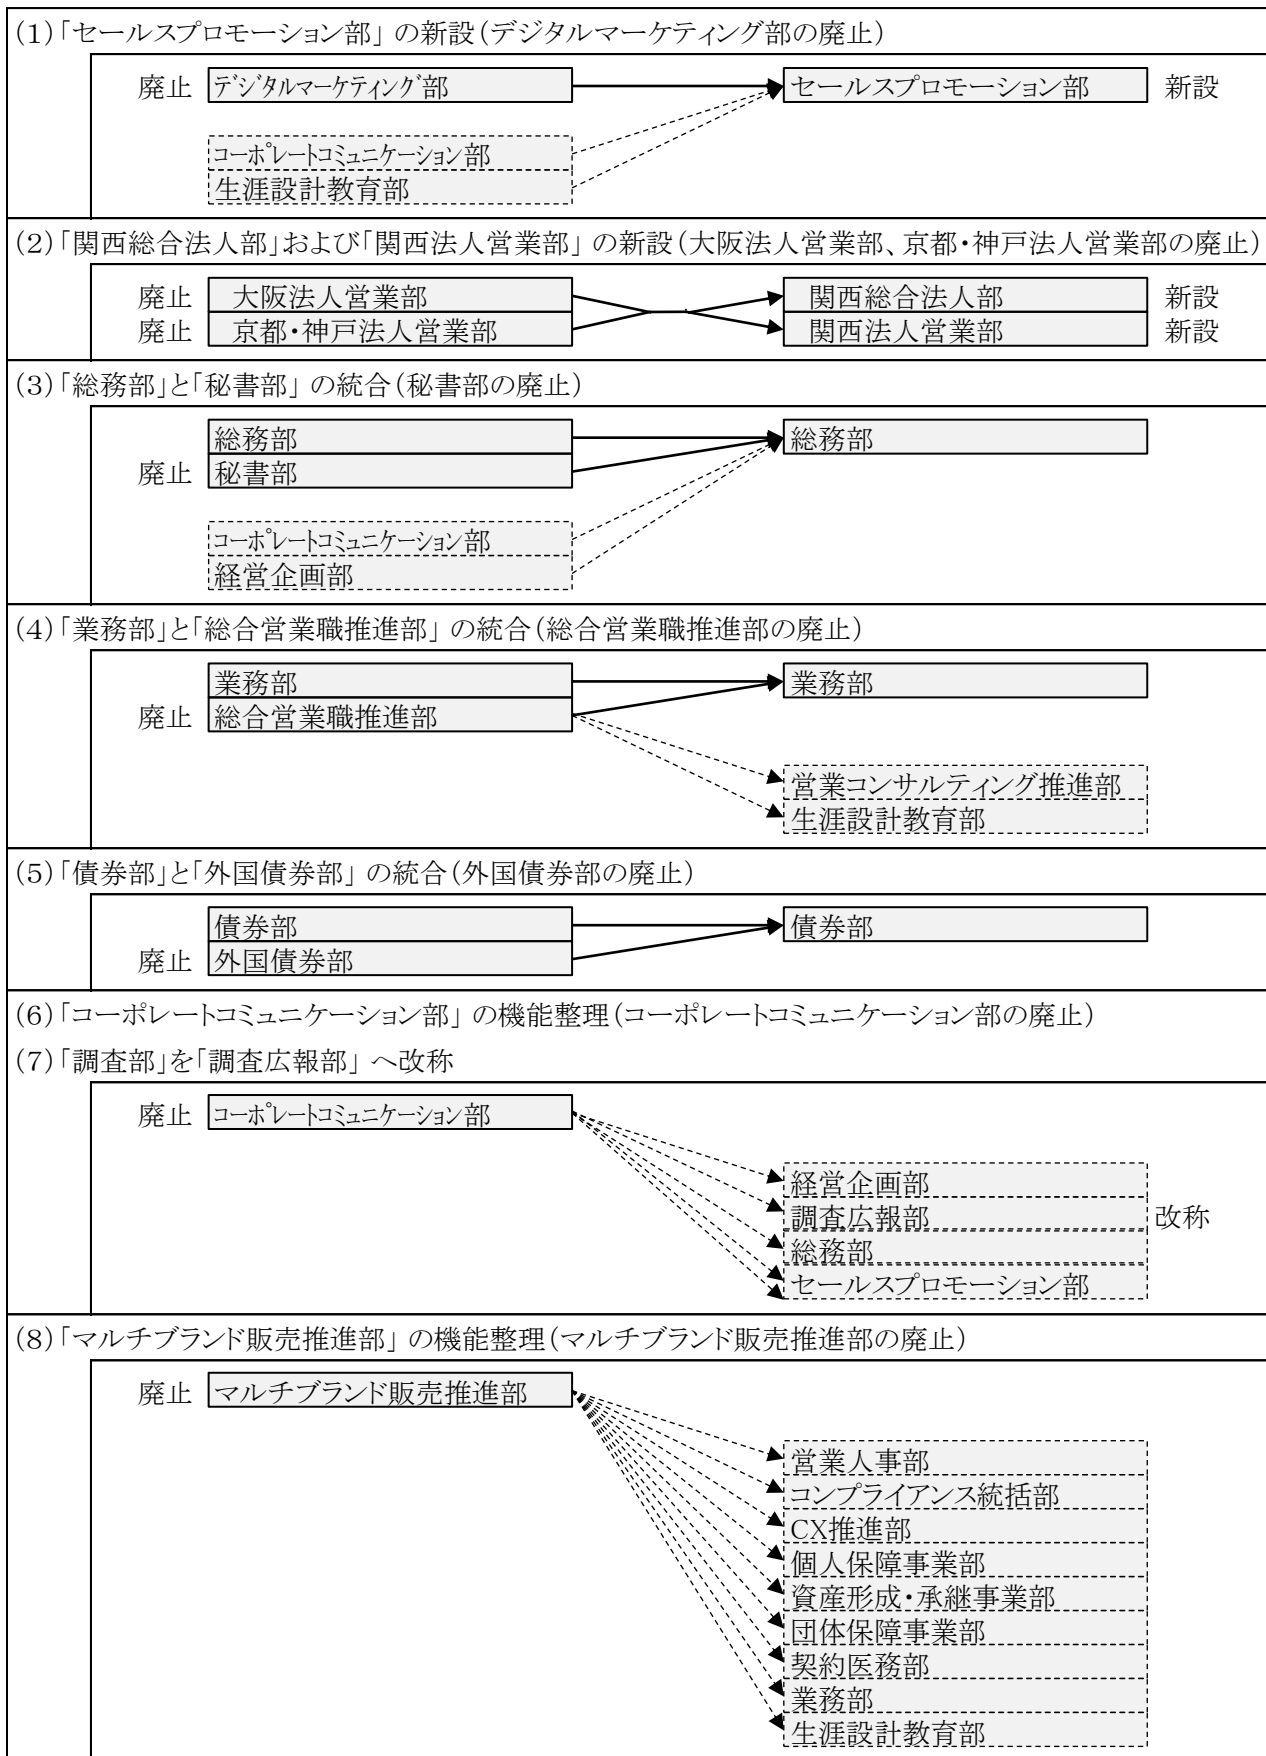 (1)「セールスプロモーション部」の新設(デジタルマーケティング部の廃止)
廃止 デジタルマーケティング部 セールスプロモーション部 新設
コーポレートコミュニケーション部
生涯設計教育部
(2)「関西総合法人部」および「関西法人営業部」の新設(大阪法人営業部、京都・神戸法人営業部の廃止)
廃止 大阪法人営業部 関西総合法人部 新設
廃止 京都・神戸法人営業部 関西法人営業部 新設
(3)「総務部」と「秘書部」の統合(秘書部の廃止)
総務部 総務部
廃止 秘書部
コーポレートコミュニケーション部
経営企画部
(4)「業務部」と「総合営業職推進部」の統合(総合営業職推進部の廃止)
業務部 業務部
廃止 総合営業職推進部
営業コンサルティング推進部
生涯設計教育部
(5)「債券部」と「外国債券部」の統合(外国債券部の廃止)
債券部 債券部
廃止 外国債券部
(6)「コーポレートコミュニケーション部」の機能整理(コーポレートコミュニケーション部の廃止)
(7)「調査部」を「調査広報部」へ改称
廃止 コーポレートコミュニケーション部
経営企画部
調査広報部 改称
総務部
セールスプロモーション部
(8)「マルチブランド販売推進部」の機能整理(マルチブランド販売推進部の廃止)
廃止 マルチブランド販売推進部
営業人事部
コンプライアンス統括部
CX推進部
個人保障事業部
資産形成・承継事業部
団体保障事業部
契約医務部
業務部
生涯設計教育部